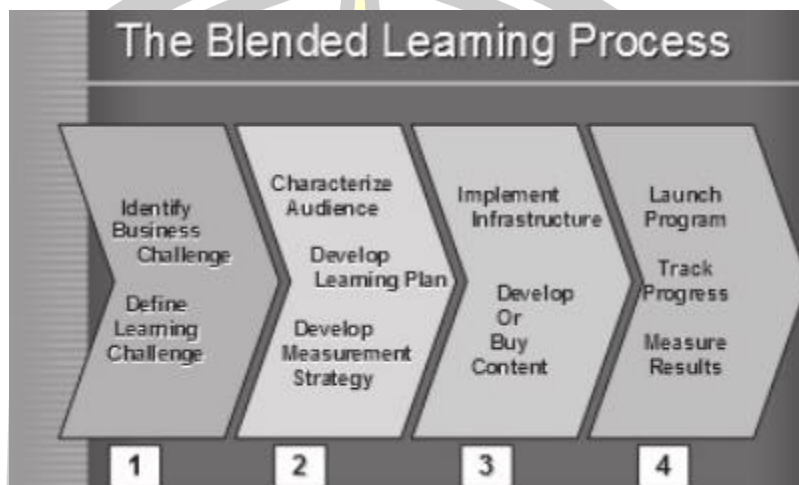 The Blended Learning Process
Identify
Business
Challenge
Define
Learning
Challenge
1
Characterize
Audience
Develop
Learning Plan
Develop
Measurement
Strategy
2
Implement
Infrastructure
Develop
Or
Buy
Content
3
Launch
Program
Track
Progress
Measure
Results
4